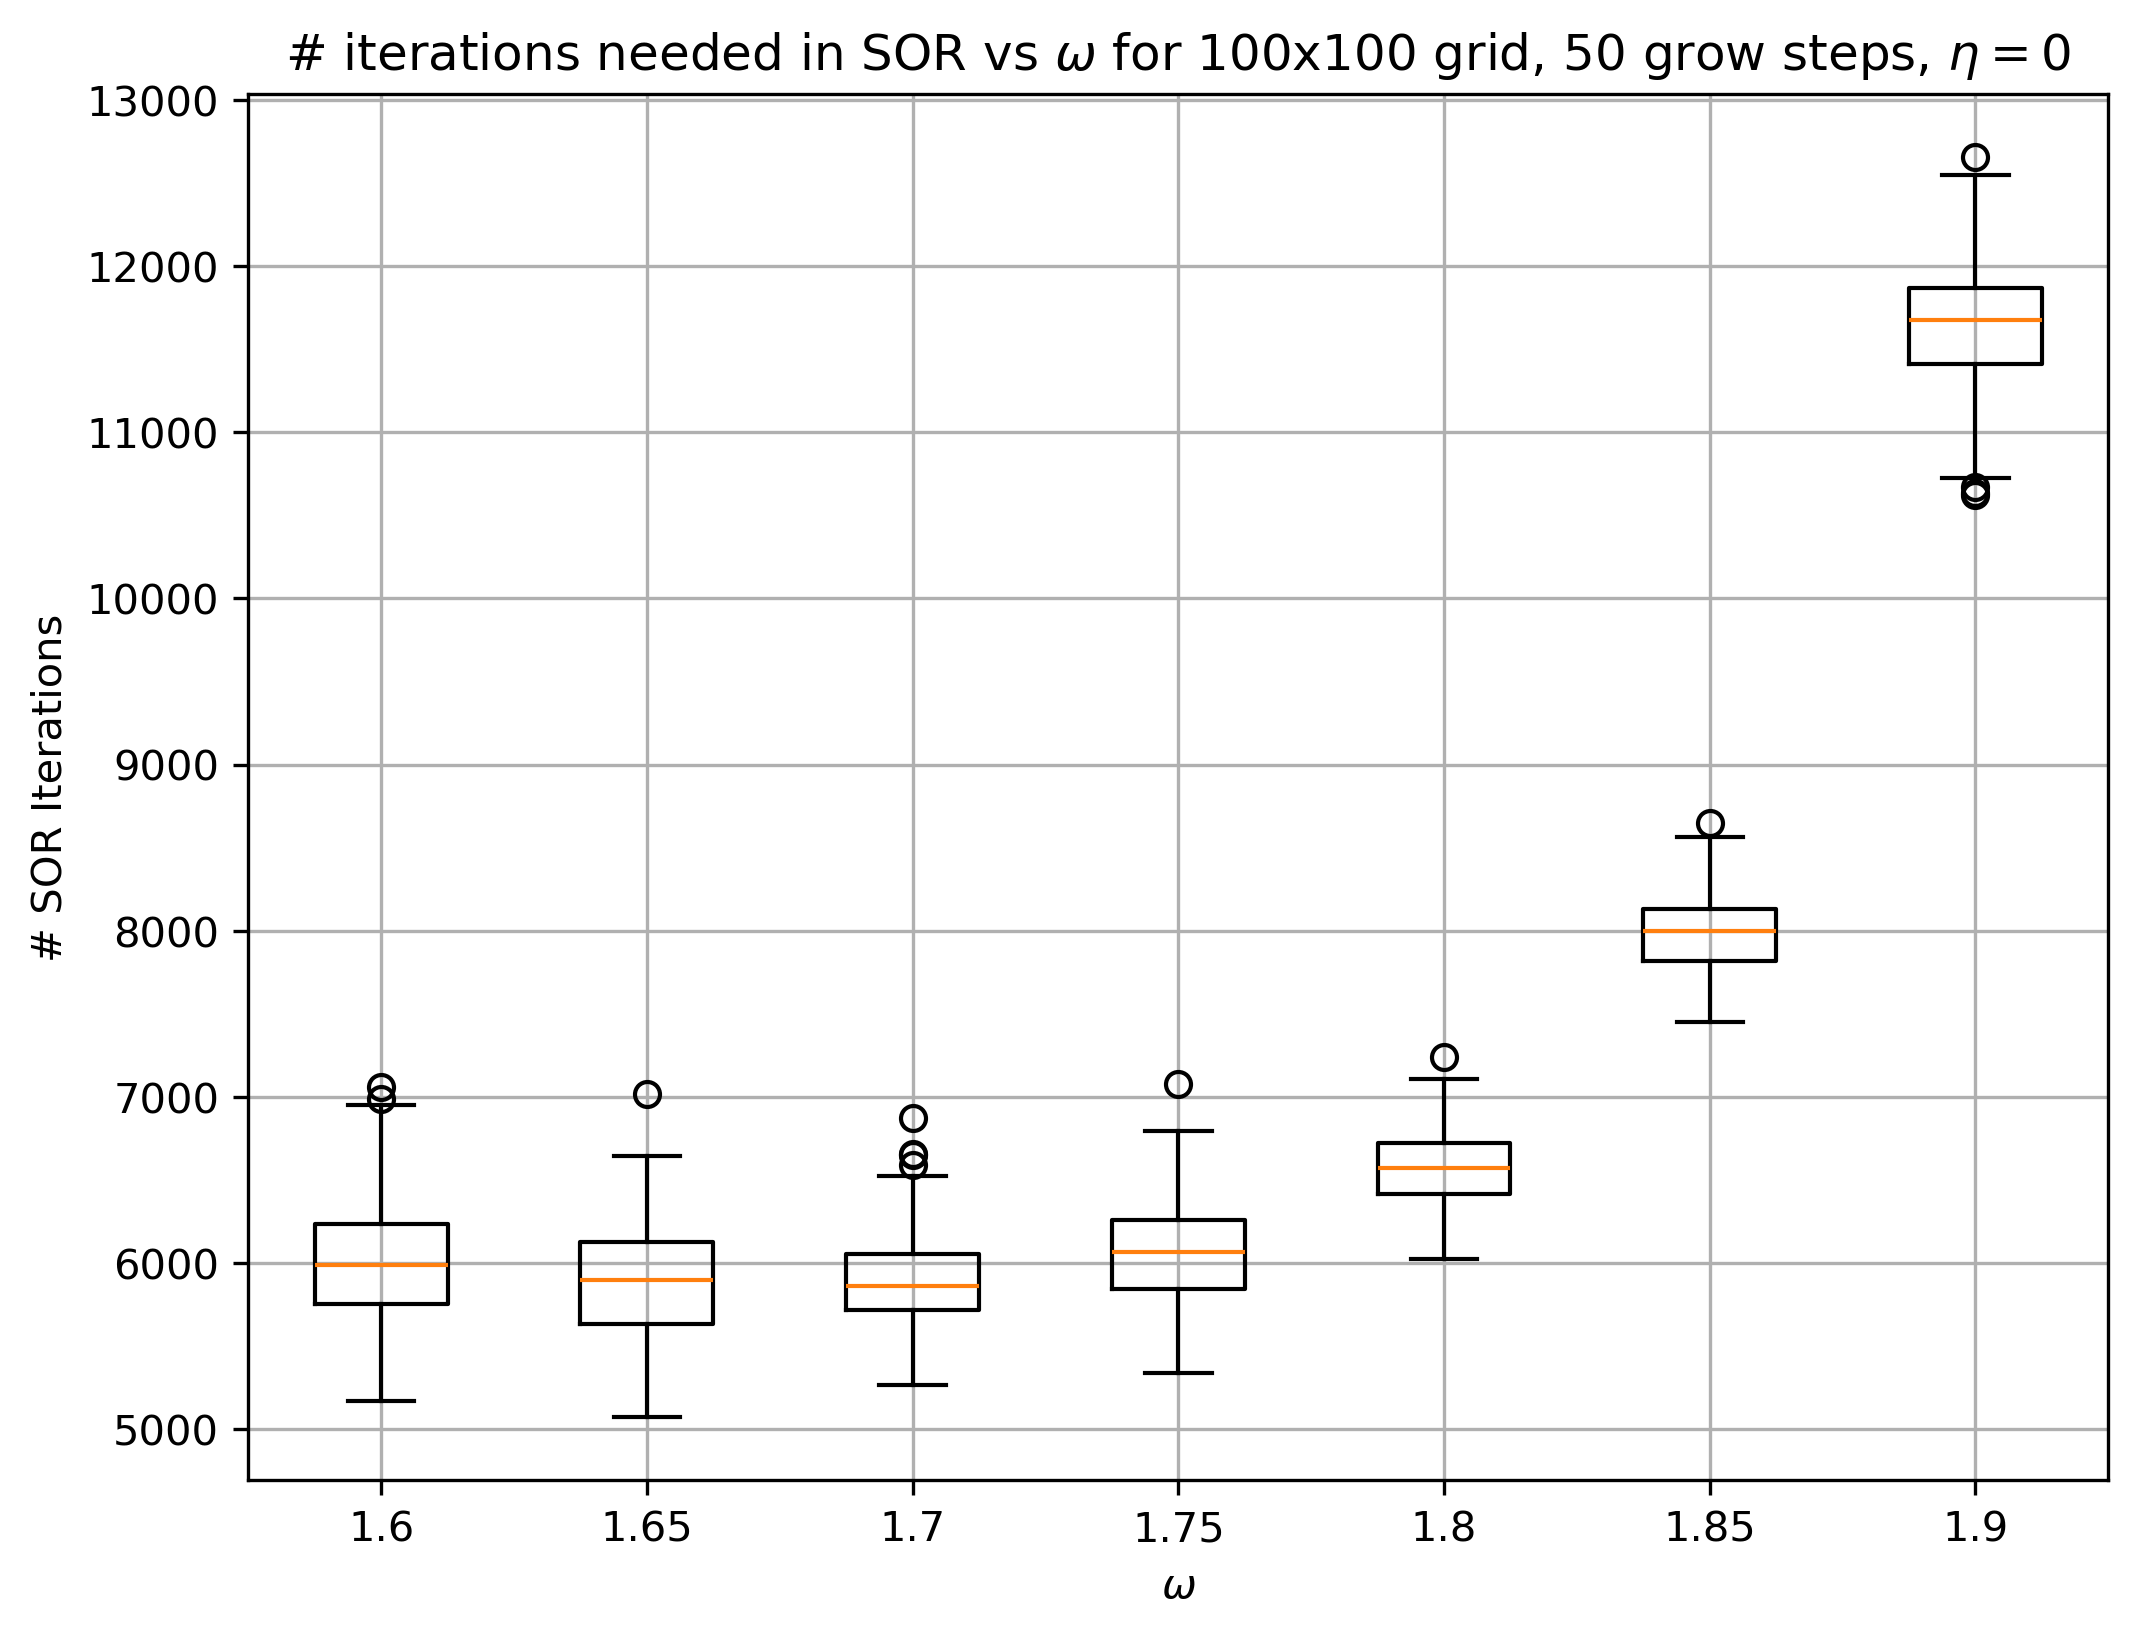 # iterations needed in SOR vs ω for 100x100 grid, 50 grow steps, η = 0
13000
12000
11000
10000
9000
8000
7000
6000
5000
# SOR Iterations
1.6 1.65 1.7 1.75 1.8 1.85 1.9
ω